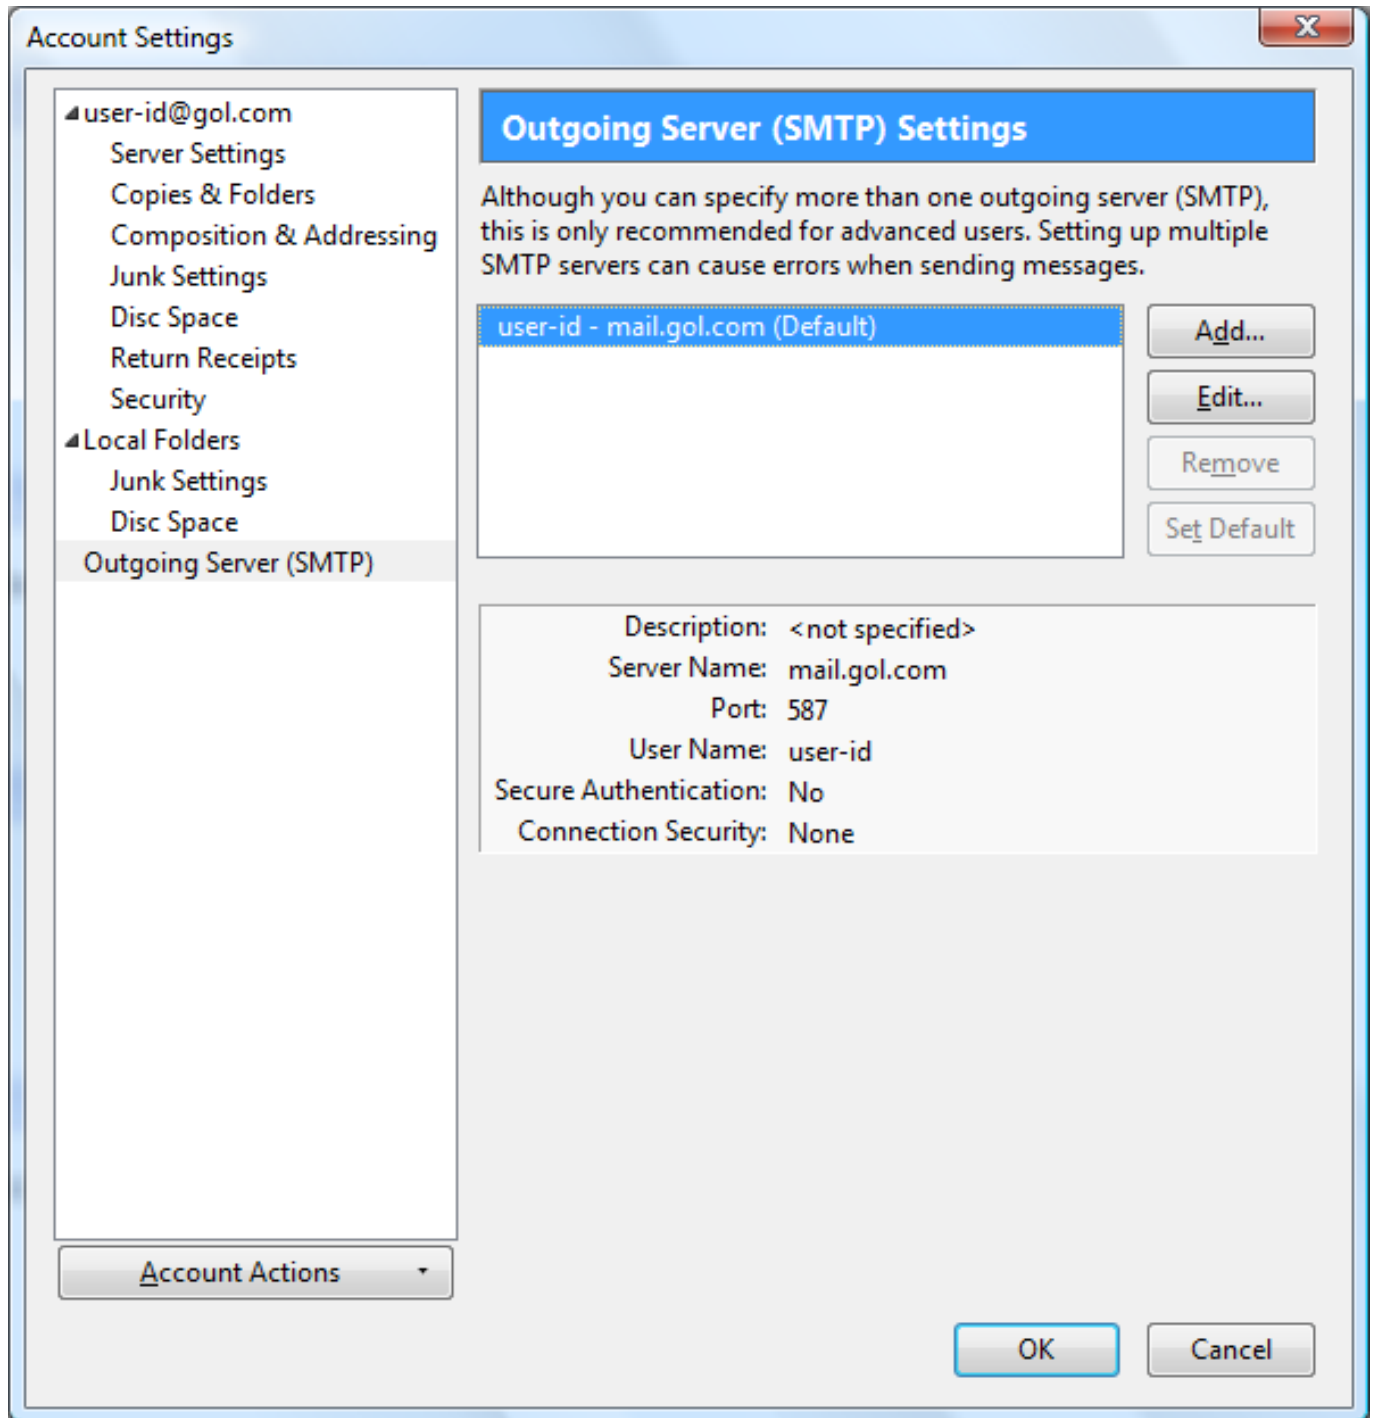 Account Settings
user-id@gol.com
Server Settings
Copies & Folders
Composition & Addressing
Junk Settings
Disc Space
Return Receipts
Security
Local Folders
Junk Settings
Disc Space
Outgoing Server (SMTP)
Account Actions
Outgoing Server (SMTP) Settings
Although you can specify more than one outgoing server (SMTP),
this is only recommended for advanced users. Setting up multiple
SMTP servers can cause errors when sending messages.
user-id - mail.gol.com (Default)
Add...
Edit...
Remove
Set Default
Description: <not specified>
Server Name: mail.gol.com
Port: 587
User Name: user-id
Secure Authentication: No
Connection Security: None
OK
Cancel